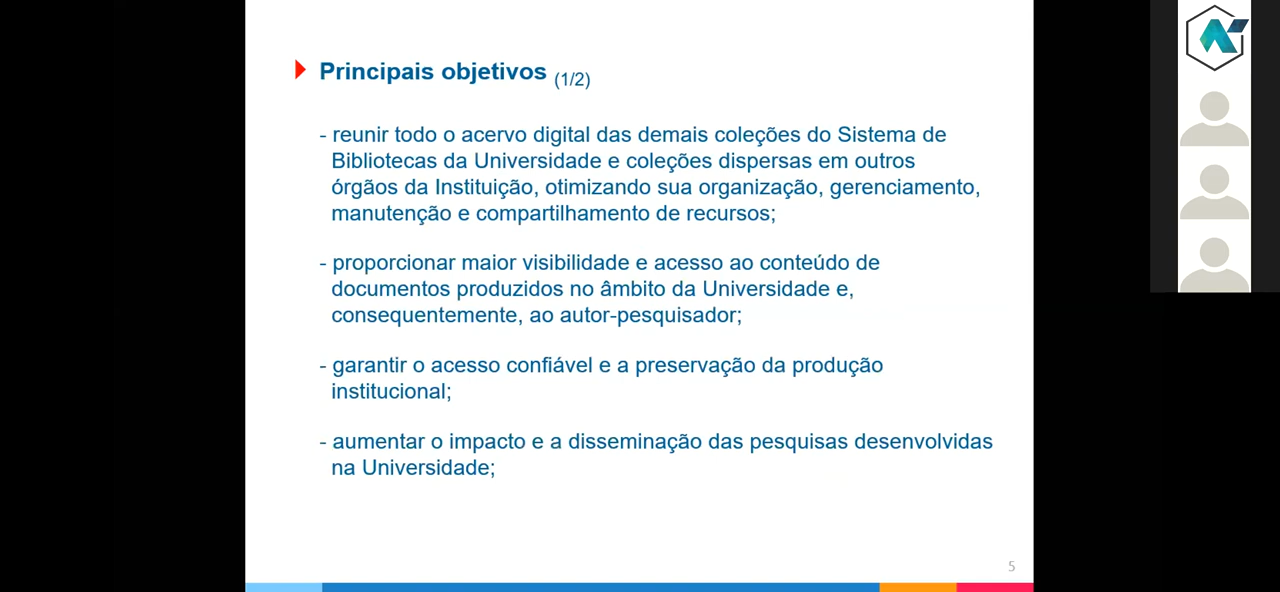 Principais objetivos (1/2)
- reunir todo o acervo digital das demais coleções do Sistema de
Bibliotecas da Universidade e coleções dispersas em outros
órgãos da Instituição, otimizando sua organização, gerenciamento,
manutenção e compartilhamento de recursos;
- proporcionar maior visibilidade e acesso ao conteúdo de
documentos produzidos no âmbito da Universidade e,
consequentemente, ao autor-pesquisador;
- garantir o acesso confiável e a preservação da produção
institucional;
- aumentar o impacto e a disseminação das pesquisas desenvolvidas
na Universidade;
5